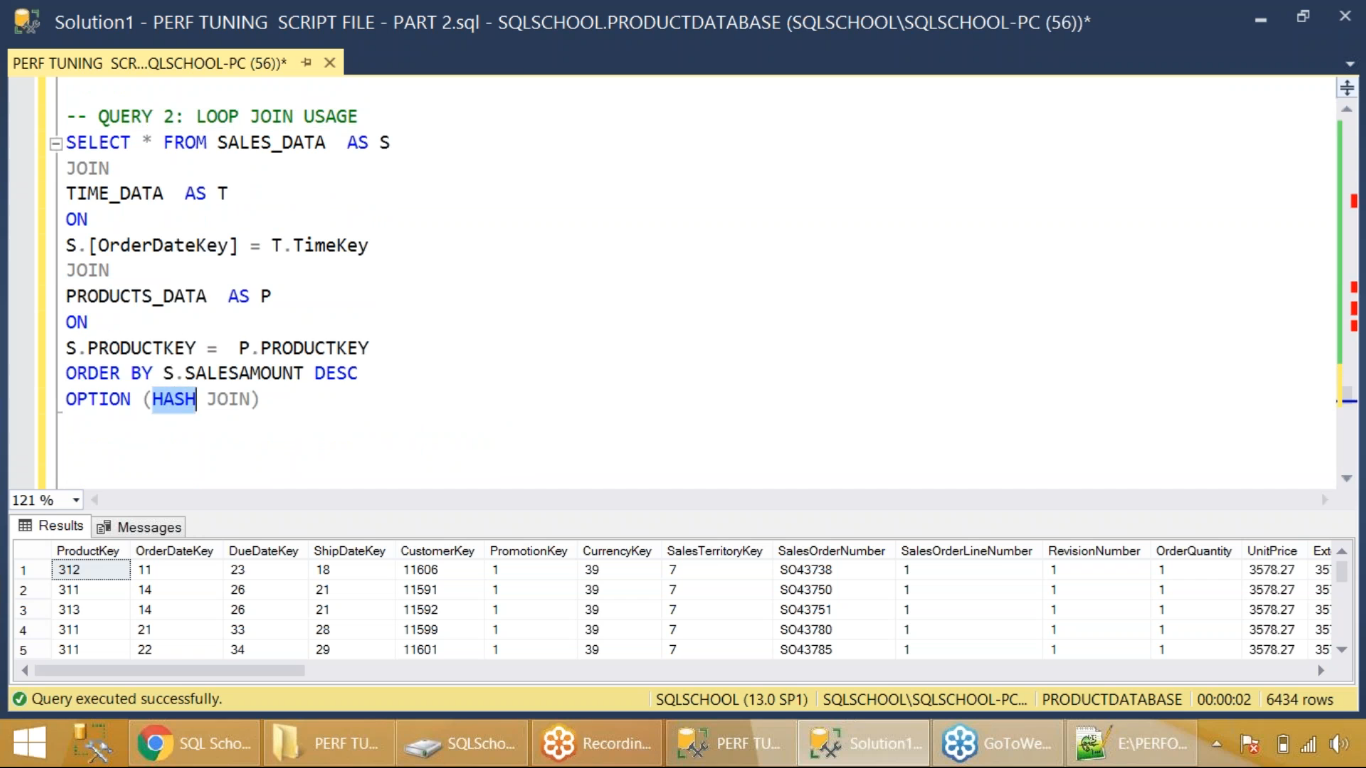 Solution1 - PERF TUNING SCRIPT FILE - PART 2.sql - SQLSCHOOL.PRODUCTDATABASE (SQLSCHOOL\SQLSCHOOL-PC (56))*
PERF TUNING SCR...QLSCHOOL-PC (56))*
-- QUERY 2: LOOP JOIN USAGE
SELECT * FROM SALES_DATA AS S
JOIN
TIME_DATA AS T
ON
S.[OrderDateKey] = T.TimeKey
JOIN
PRODUCTS_DATA AS P
ON
S.PRODUCTKEY = P.PRODUCTKEY
ORDER BY S.SALESAMOUNT DESC
OPTION (HASH JOIN)
121 %
Results Messages
ProductKey OrderDateKey DueDateKey ShipDateKey CustomerKey PromotionKey CurrencyKey SalesTerritoryKey SalesOrderNumber SalesOrderLineNumber RevisionNumber OrderQuantity UnitPrice Ext
1 312 11 23 18 11606 1 39 7 SO43738 1 1 1 3578.27 357
2 311 14 26 21 11591 1 39 7 SO43750 1 1 1 3578.27 357
3 313 14 26 21 11592 1 39 7 SO43751 1 1 1 3578.27 357
4 311 21 33 28 11599 1 39 7 SO43780 1 1 1 3578.27 357
5 311 22 34 29 11601 1 39 7 SO43785 1 1 1 3578.27 357
Query executed successfully. SQLSCHOOL (13.0 SP1) SQLSCHOOL\SQLSCHOOL-PC... PRODUCTDATABASE 00:00:02 6434 rows
SQL Scho... PERF TU... SQLScho... Recordin... PERF TU... Solution1... GoToWe... E:\PERFO...